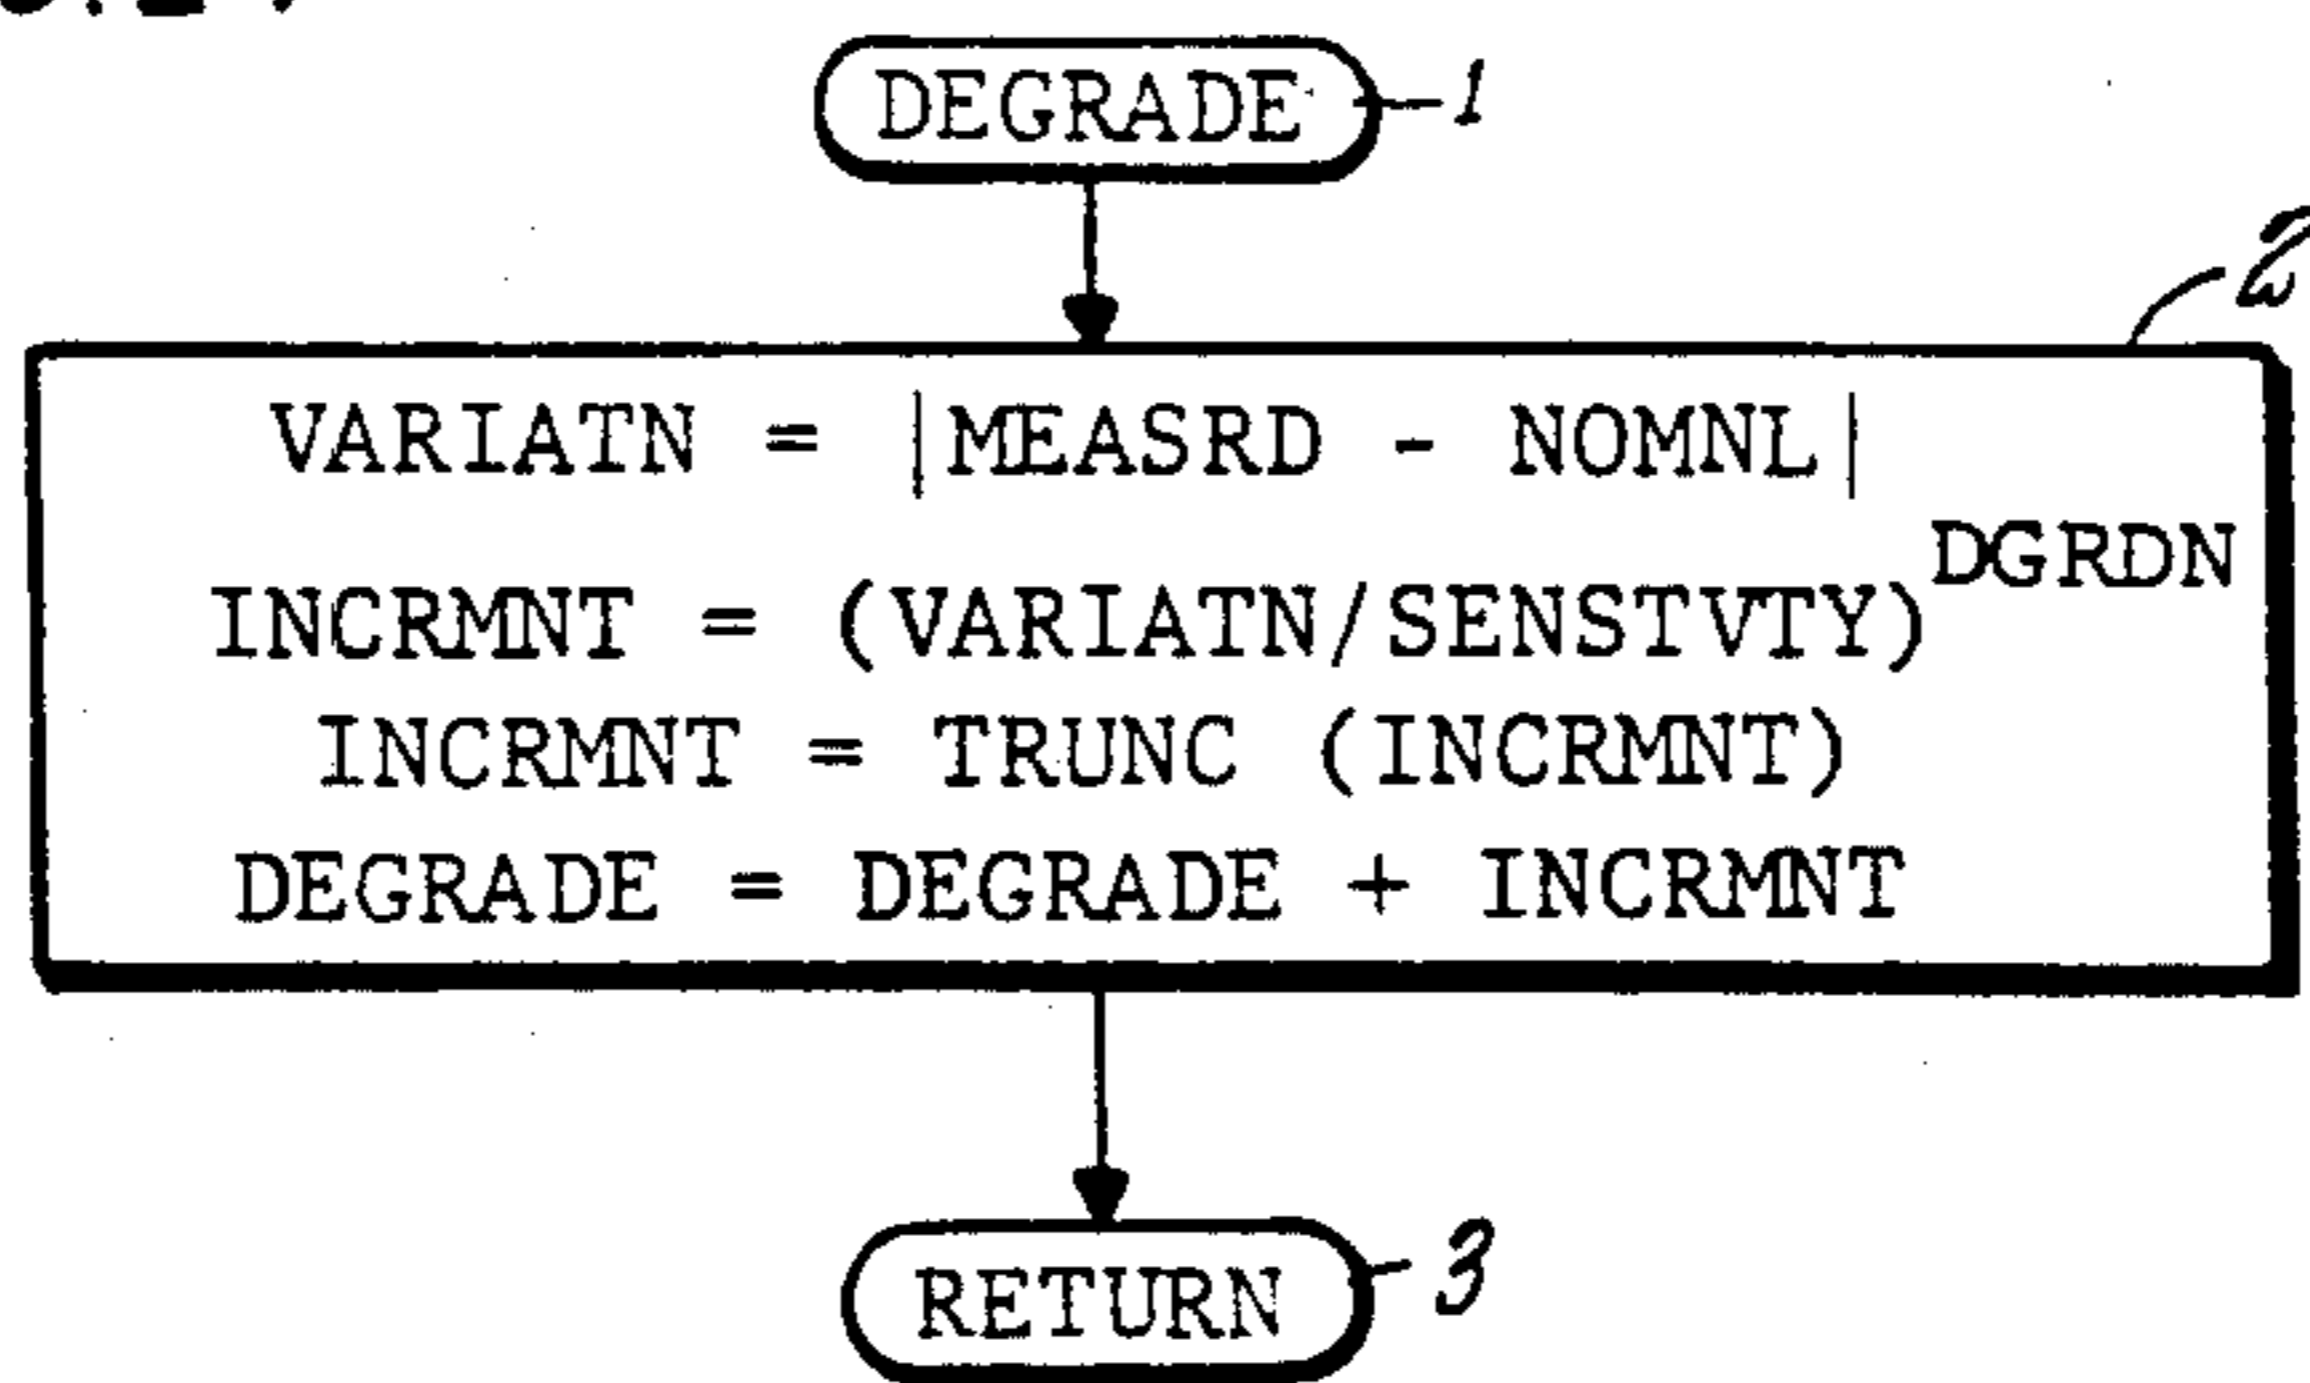 DEGRADE 1
2
VARIATN = |MEASRD - NOMNL|
INCRMNT = (VARIATN/SENSTVTY)^DGRDN
INCRMNT = TRUNC (INCRMNT)
DEGRADE = DEGRADE + INCRMNT
RETURN 3